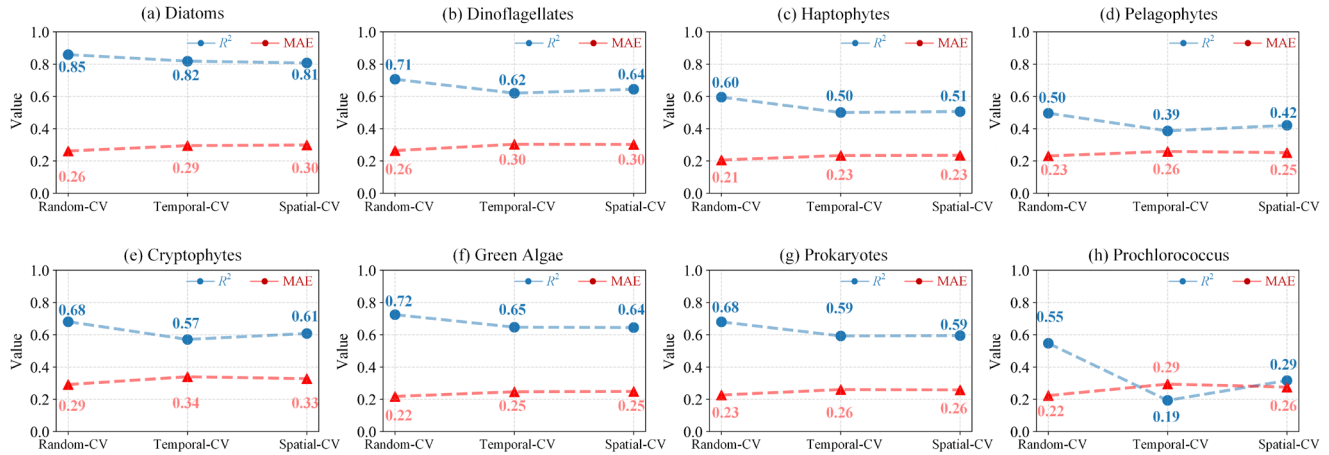 (a) Diatoms
R² MAE
1.0
0.8
0.6
0.4
0.2
0.0
Value
0.85 0.82 0.81
0.26 0.29 0.30
Random-CV Temporal-CV Spatial-CV
(b) Dinoflagellates
R² MAE
1.0
0.8
0.6
0.4
0.2
0.0
Value
0.71 0.62 0.64
0.26 0.30 0.30
Random-CV Temporal-CV Spatial-CV
(c) Haptophytes
R² MAE
1.0
0.8
0.6
0.4
0.2
0.0
Value
0.60 0.50 0.51
0.21 0.23 0.23
Random-CV Temporal-CV Spatial-CV
(d) Pelagophytes
R² MAE
1.0
0.8
0.6
0.4
0.2
0.0
Value
0.50 0.39 0.42
0.23 0.26 0.25
Random-CV Temporal-CV Spatial-CV
(e) Cryptophytes
R² MAE
1.0
0.8
0.6
0.4
0.2
0.0
Value
0.68 0.57 0.61
0.29 0.34 0.33
Random-CV Temporal-CV Spatial-CV
(f) Green Algae
R² MAE
1.0
0.8
0.6
0.4
0.2
0.0
Value
0.72 0.65 0.64
0.22 0.25 0.25
Random-CV Temporal-CV Spatial-CV
(g) Prokaryotes
R² MAE
1.0
0.8
0.6
0.4
0.2
0.0
Value
0.68 0.59 0.59
0.23 0.26 0.26
Random-CV Temporal-CV Spatial-CV
(h) Prochlorococcus
R² MAE
1.0
0.8
0.6
0.4
0.2
0.0
Value
0.55 0.19 0.29
0.22 0.29 0.26
Random-CV Temporal-CV Spatial-CV